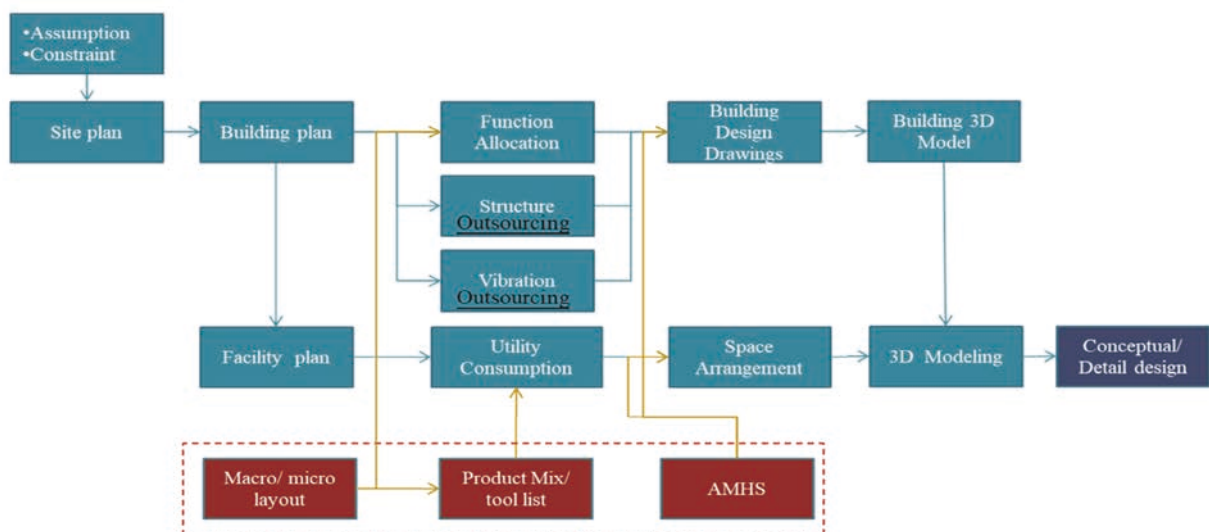 •Assumption
•Constraint
Site plan
Building plan
Function
Allocation
Building
Design
Drawings
Building 3D
Model
Structure
Outsourcing
Vibration
Outsourcing
Facility plan
Utility
Consumption
Space
Arrangement
3D Modeling
Conceptual/
Detail design
Macro/ micro
layout
Product Mix/
tool list
AMHS